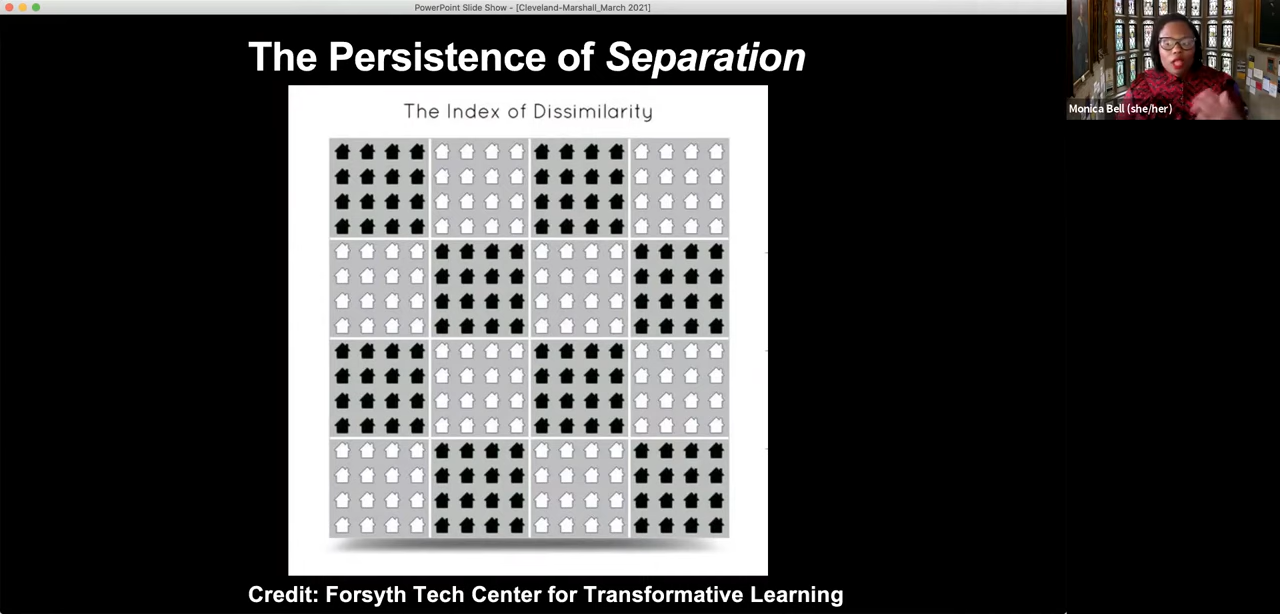 PowerPoint Slide Show - [Cleveland-Marshall_March 2021]
The Persistence of Separation
Monica Bell (she/her)
The Index of Dissimilarity
Credit: Forsyth Tech Center for Transformative Learning